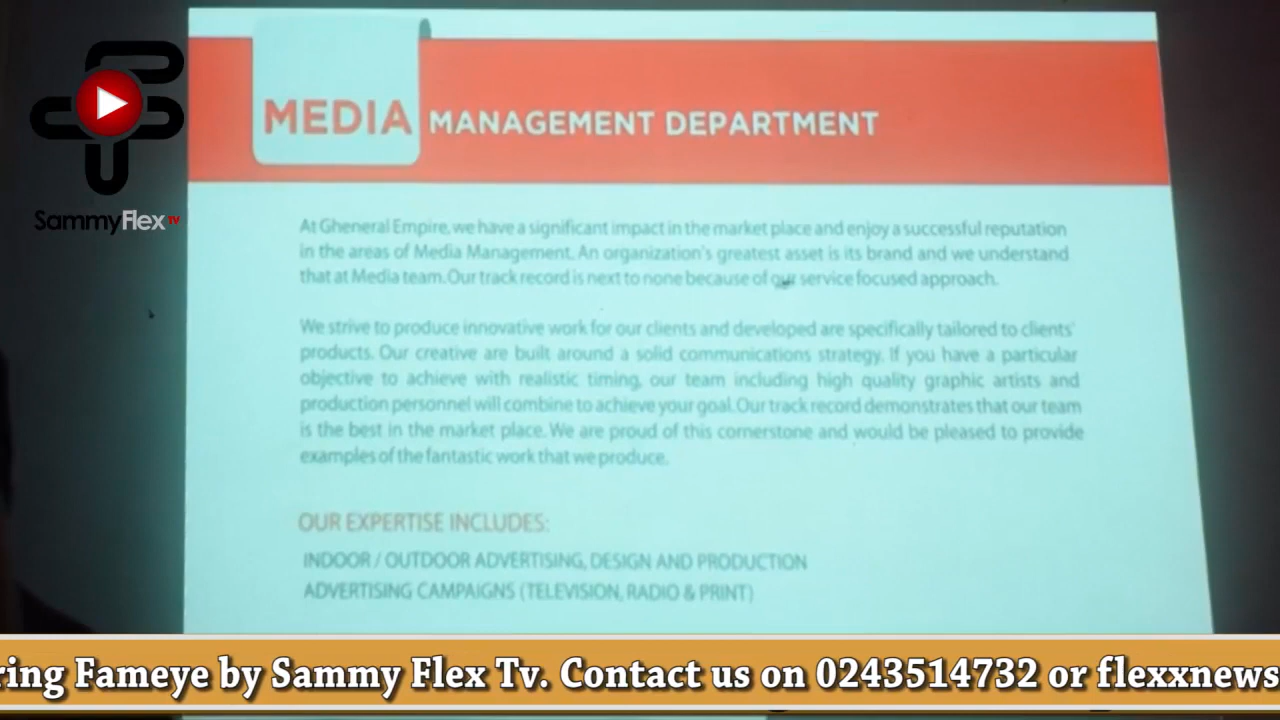 MEDIA MANAGEMENT DEPARTMENT
SammyFlex TV
At Gheneral Empire, we have a significant impact in the market place and enjoy a successful reputation
in the areas of Media Management. An organization's greatest asset is its brand and we understand
that at Media team. Our track record is next to none because of our service focused approach.
We strive to produce innovative work for our clients and developed are specifically tailored to clients'
products. Our creative are built around a solid communications strategy. If you have a particular
objective to achieve with realistic timing, our team including high quality graphic artists and
production personnel will combine to achieve your goal. Our track record demonstrates that our team
is the best in the market place. We are proud of this cornerstone and would be pleased to provide
examples of the fantastic work that we produce.
OUR EXPERTISE INCLUDES:
INDOOR / OUTDOOR ADVERTISING, DESIGN AND PRODUCTION
ADVERTISING CAMPAIGNS (TELEVISION, RADIO & PRINT)
ring Fameye by Sammy Flex Tv. Contact us on 0243514732 or flexxnews